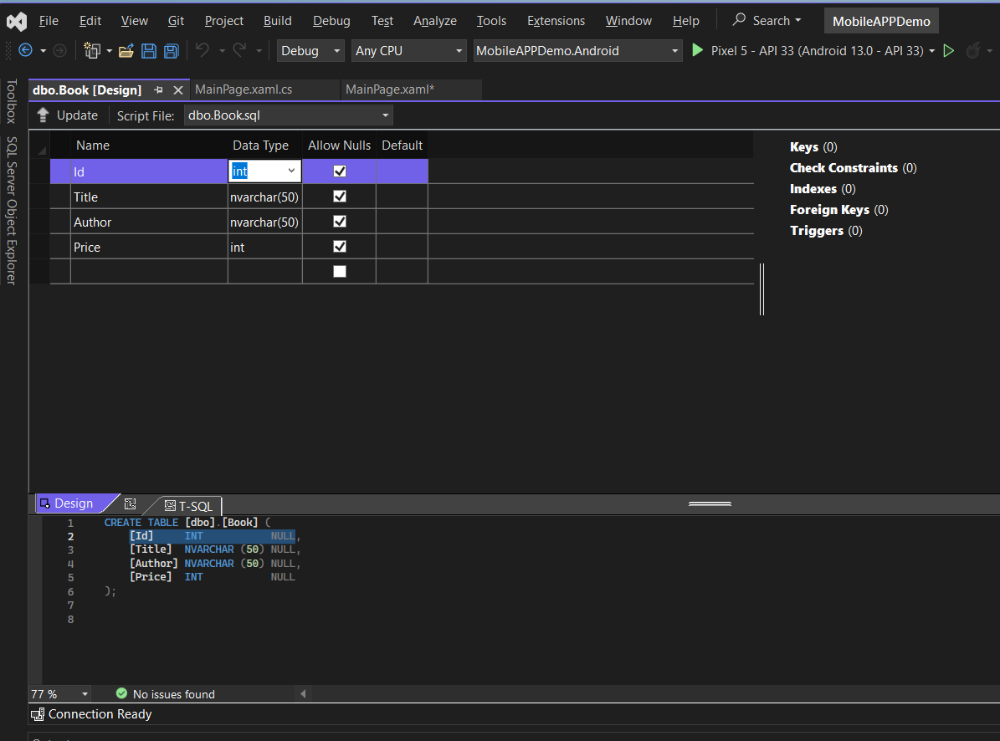 File Edit View Git Project Build Debug Test Analyze Tools Extensions Window Help Search MobileAPPDemo
Debug Any CPU MobileAPPDemo.Android Pixel 5 - API 33 (Android 13.0 - API 33)
Toolbox
SQL Server Object Explorer
dbo.Book [Design] MainPage.xaml.cs MainPage.xaml*
Update Script File: dbo.Book.sql
Name Data Type Allow Nulls Default
Id int
Title nvarchar(50)
Author nvarchar(50)
Price int
Keys (0)
Check Constraints (0)
Indexes (0)
Foreign Keys (0)
Triggers (0)
Design T-SQL
1 CREATE TABLE [dbo].[Book] (
2 [Id] INT NULL,
3 [Title] NVARCHAR (50) NULL,
4 [Author] NVARCHAR (50) NULL,
5 [Price] INT NULL
6 );
7
8
77 % No issues found
Connection Ready